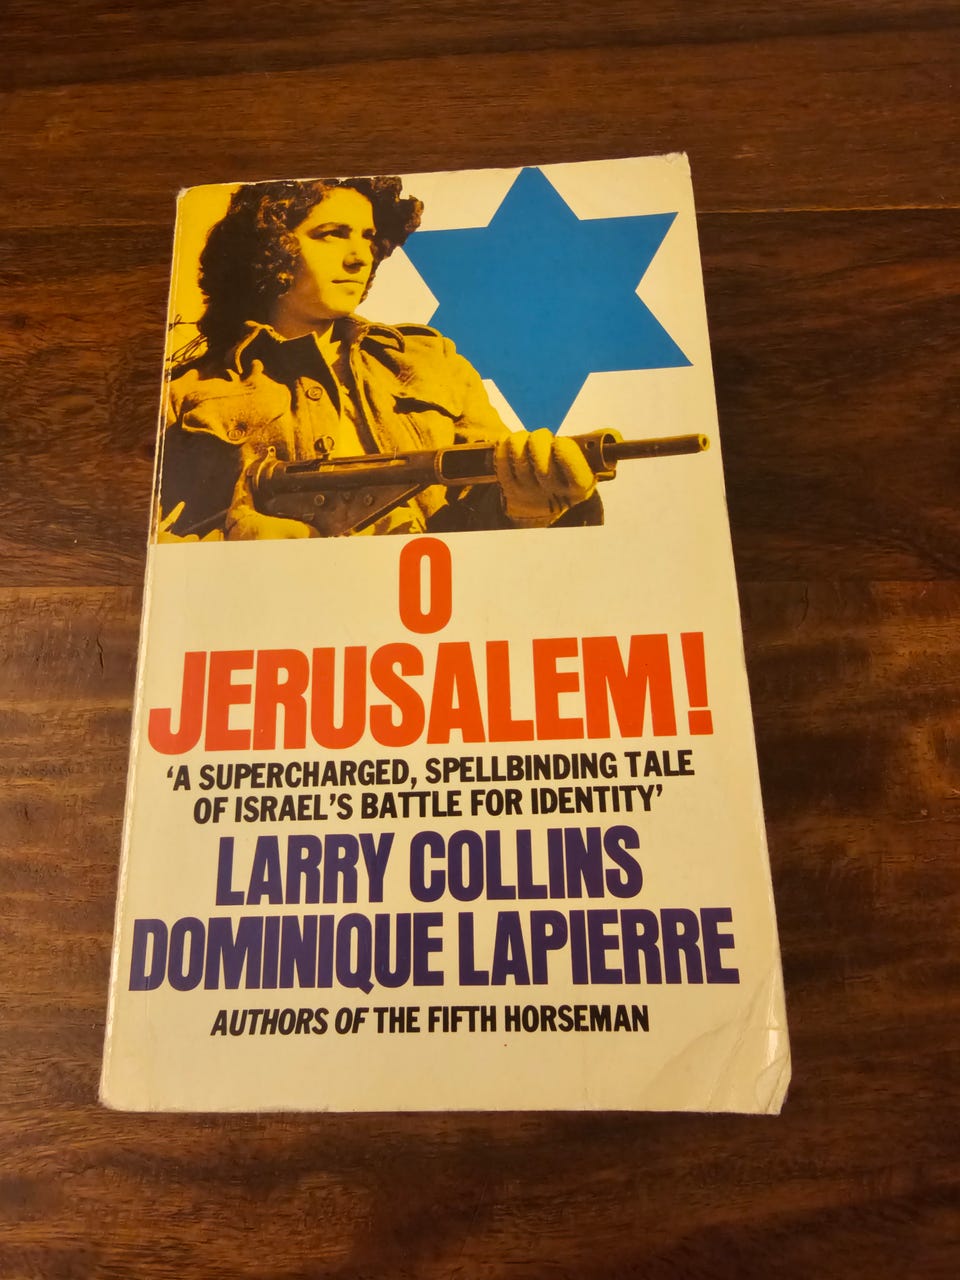 O
JERUSALEM!
'A SUPERCHARGED, SPELLBINDING TALE
OF ISRAEL'S BATTLE FOR IDENTITY'
LARRY COLLINS
DOMINIQUE LAPIERRE
AUTHORS OF THE FIFTH HORSEMAN